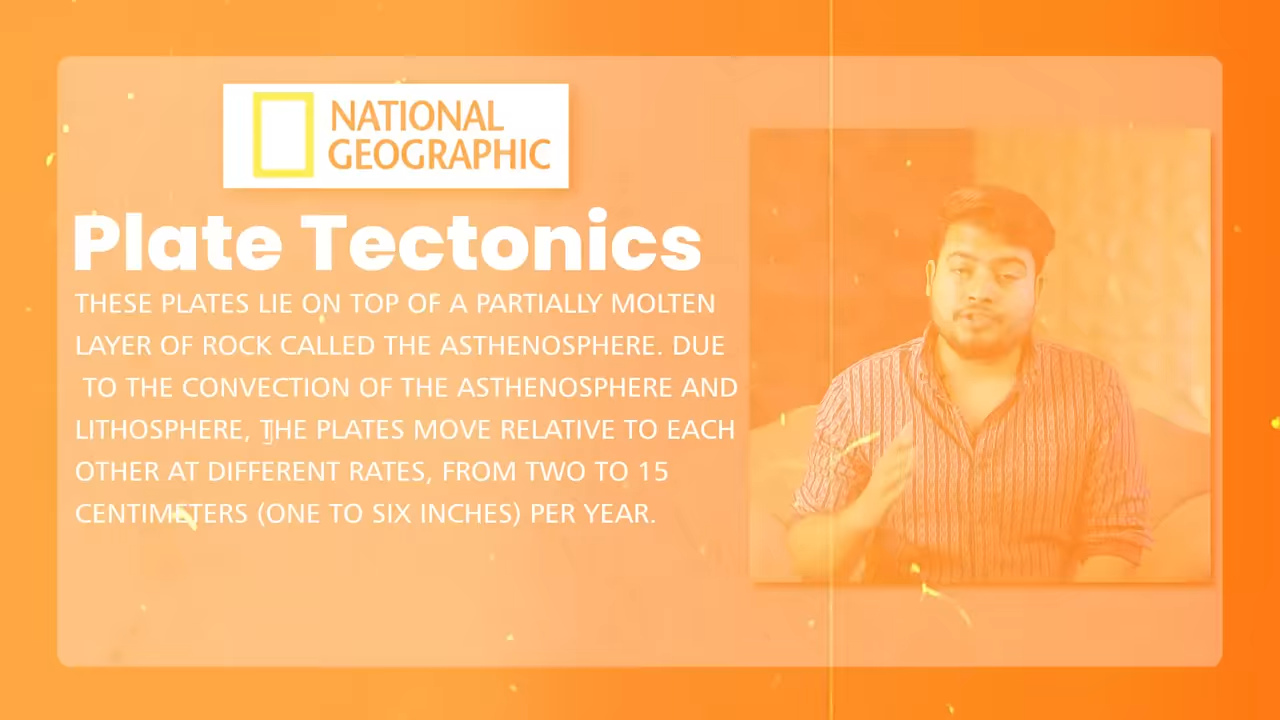 NATIONAL
GEOGRAPHIC
Plate Tectonics
THESE PLATES LIE ON TOP OF A PARTIALLY MOLTEN
LAYER OF ROCK CALLED THE ASTHENOSPHERE. DUE
TO THE CONVECTION OF THE ASTHENOSPHERE AND
LITHOSPHERE, THE PLATES MOVE RELATIVE TO EACH
OTHER AT DIFFERENT RATES, FROM TWO TO 15
CENTIMETERS (ONE TO SIX INCHES) PER YEAR.